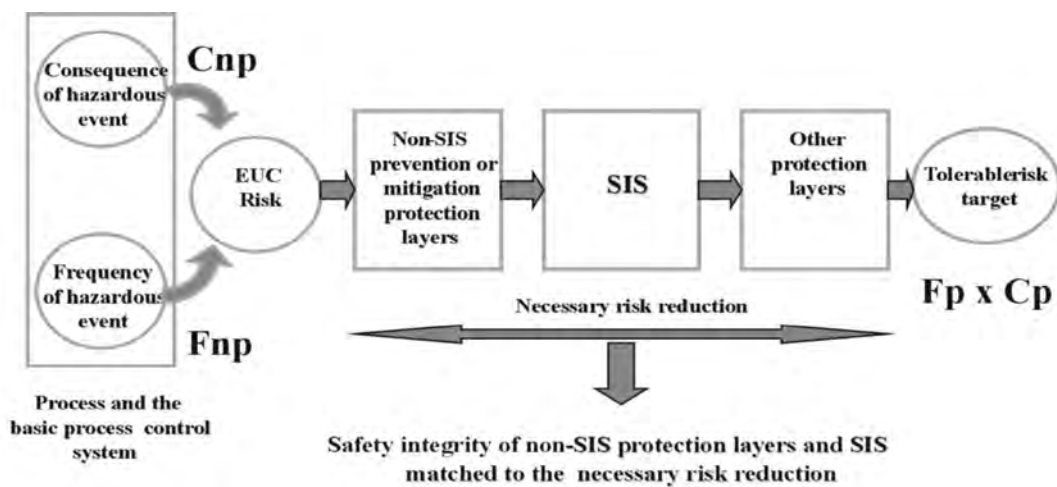 Consequence
of hazardous
event
Cnp
Frequency
of hazardous
event
Fnp
Process and the
basic process control
system
EUC
Risk
Non-SIS
prevention or
mitigation
protection
layers
SIS
Other
protection
layers
Tolerablerisk
target
Fp x Cp
Necessary risk reduction
Safety integrity of non-SIS protection layers and SIS
matched to the necessary risk reduction